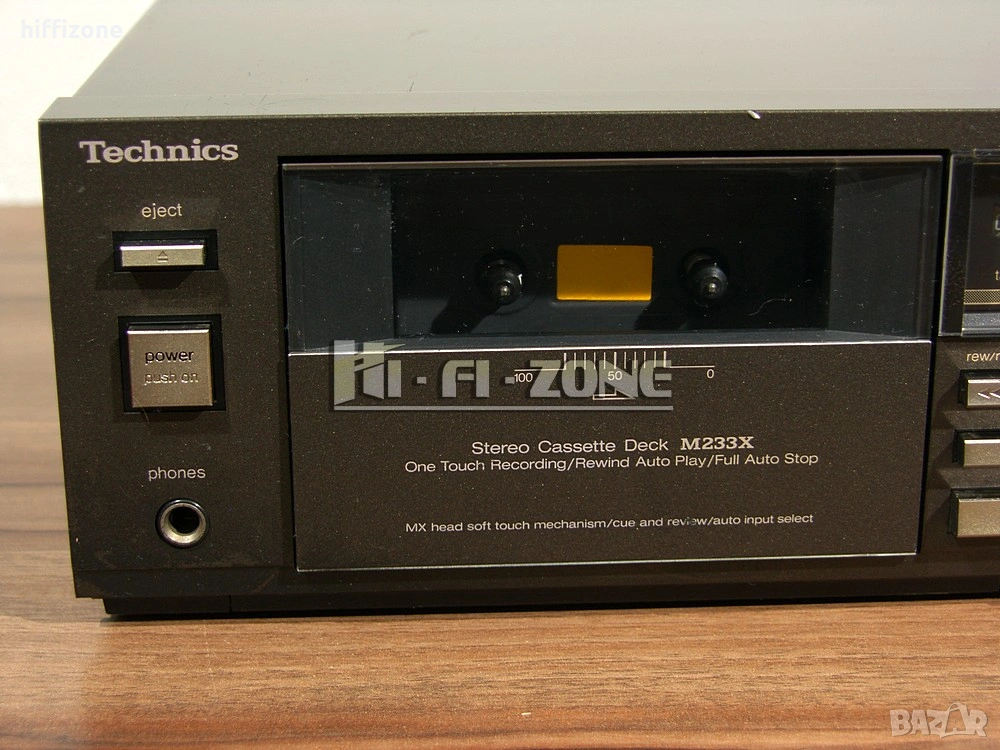 hiffizone
Technics
eject
power
push on
phones
100 50 0
Hi-Fi-ZONE
Stereo Cassette Deck M233X
One Touch Recording/Rewind Auto Play/Full Auto Stop
MX head soft touch mechanism/cue and review/auto input select
BAZAR